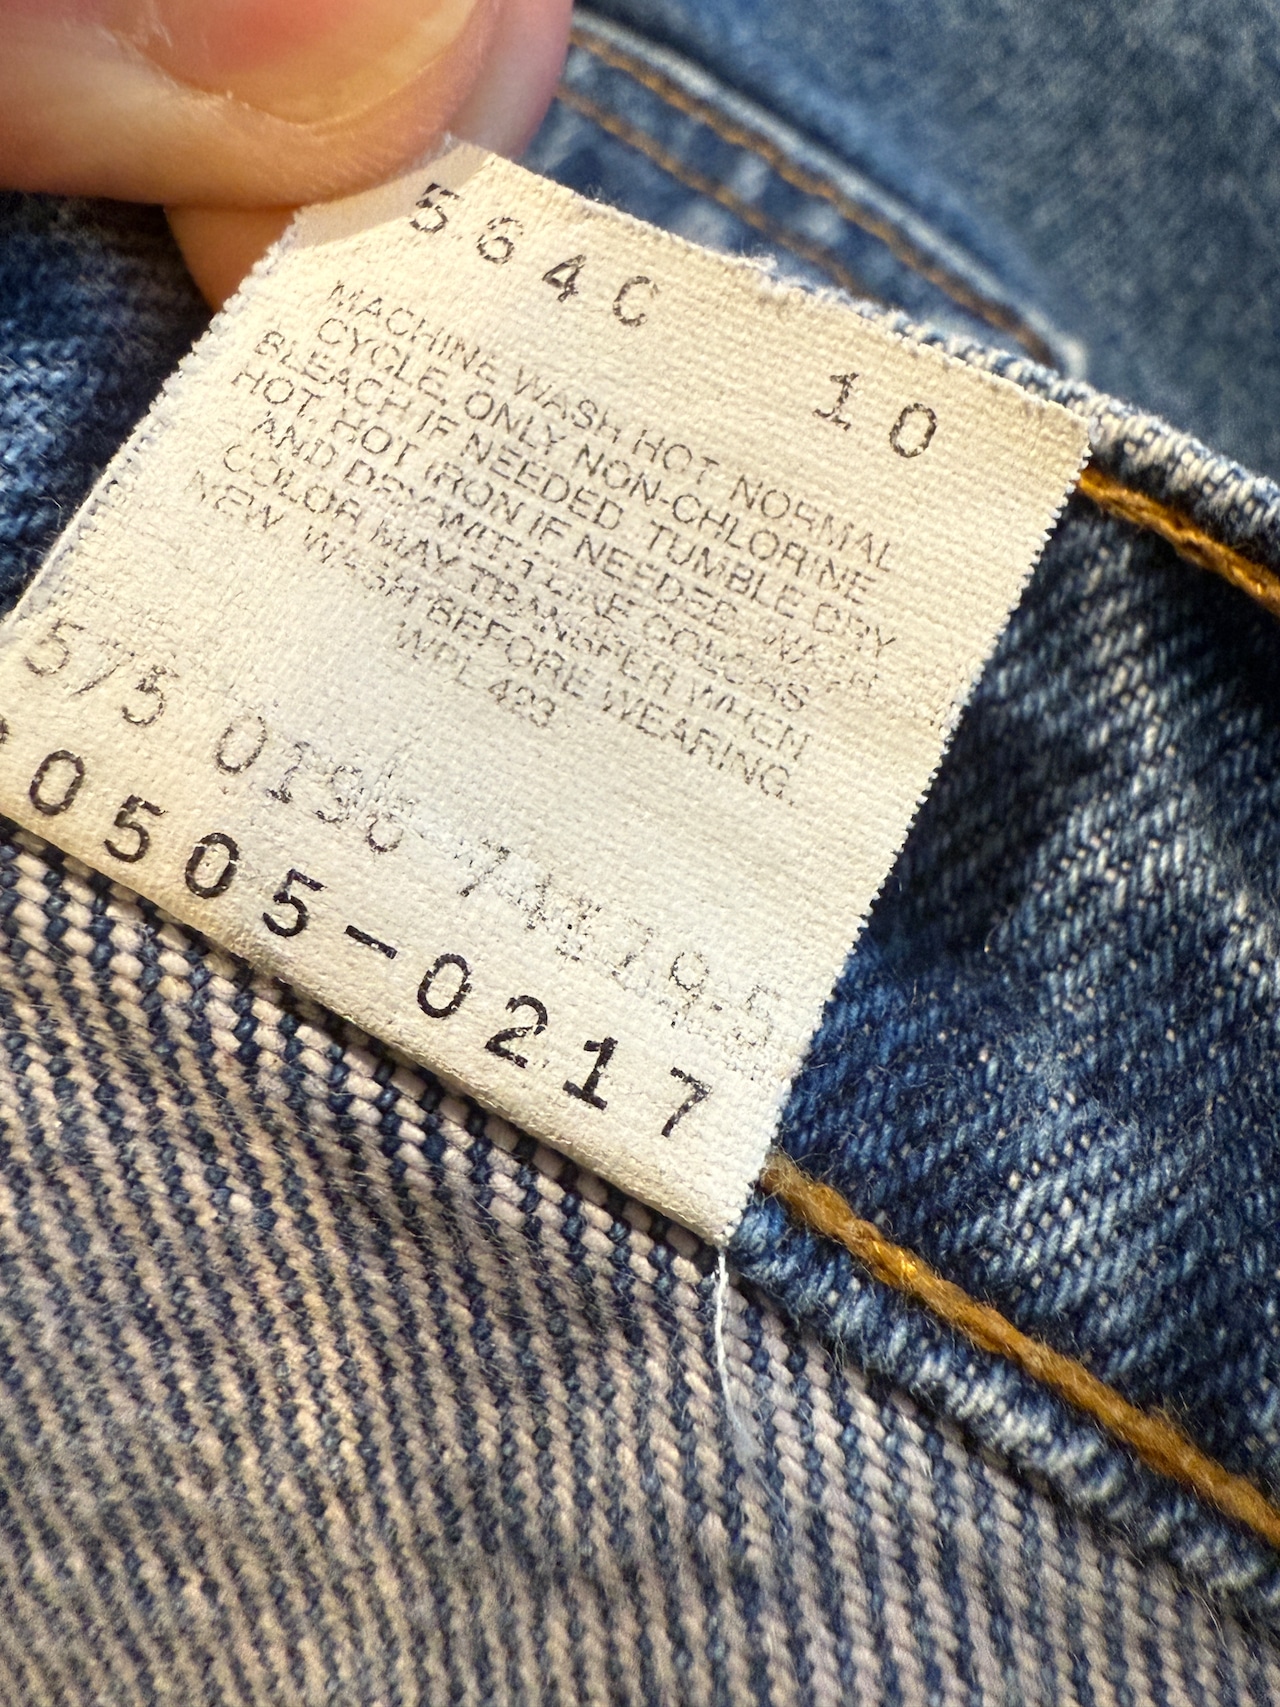 564C
10
MACHINE WASH HOT NORMAL
CYCLE, ONLY NON-CHLORINE
BLEACH IF NEEDED, TUMBLE DRY
HOT, HOT IRON IF NEEDED. WASH
AND DRY WITH LIKE COLORS
COLOR MAY TRANSFER WHEN
NEW WASH BEFORE WEARING.
WPL 423
575 0196
0505-0217